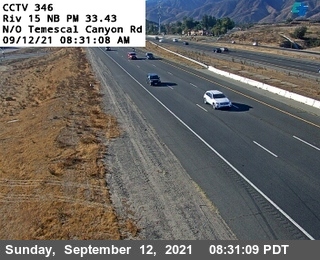 CCTV 346
Riv 15 NB PM 33.43
N/O Temescal Canyon Rd
09/12/21 08:31:08 AM
Sunday, September 12, 2021 08:31:09 PDT